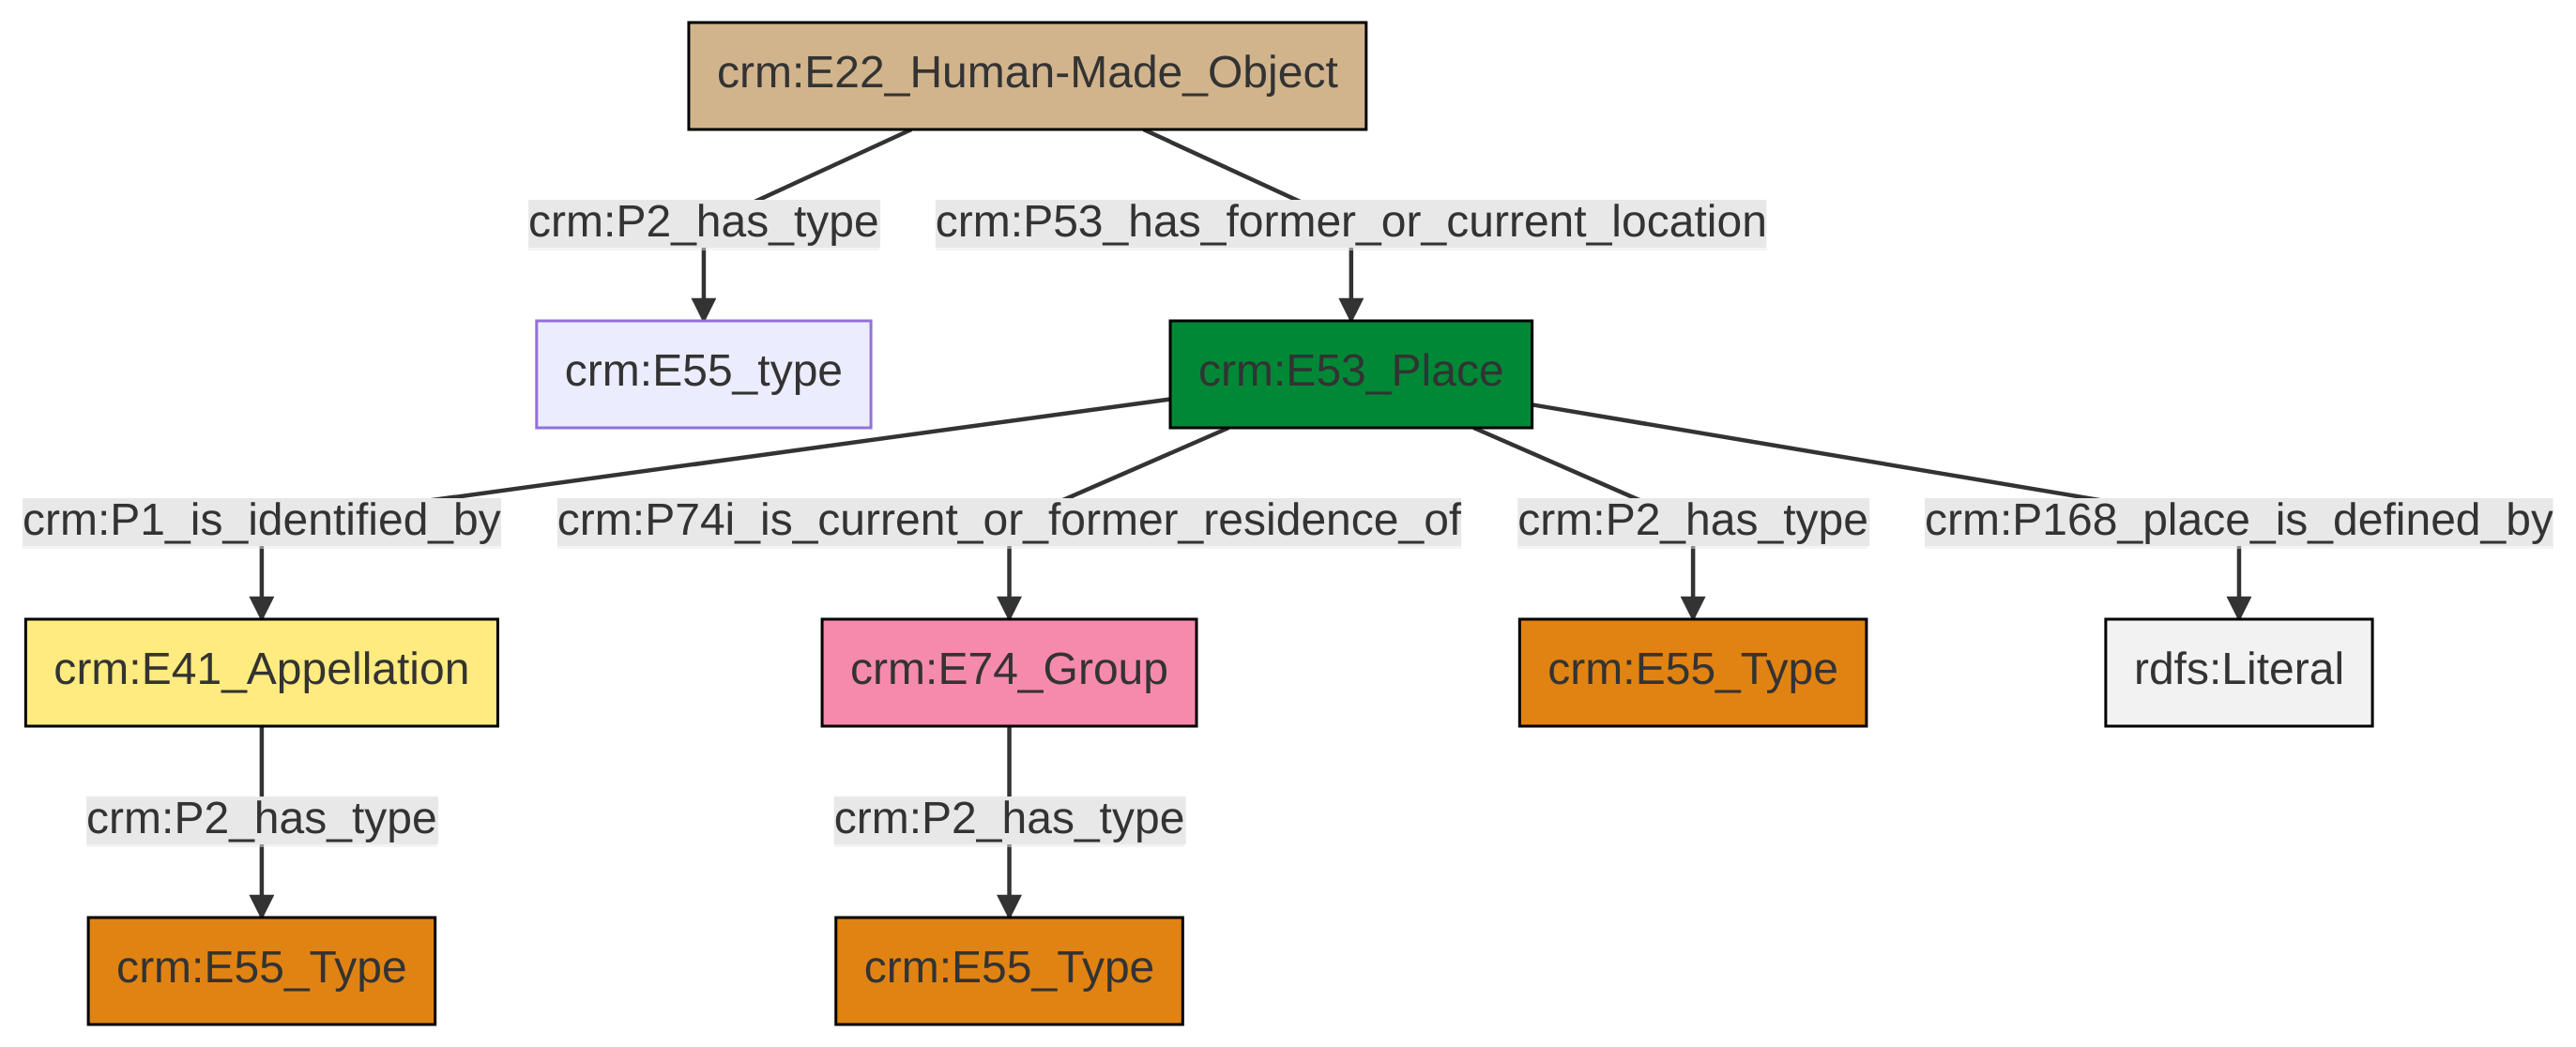 crm:E22_Human-Made_Object
crm:P2_has_type
crm:P53_has_former_or_current_location
crm:E55_type
crm:E53_Place
crm:P1_is_identified_by
crm:P74i_is_current_or_former_residence_of
crm:P2_has_type
crm:P168_place_is_defined_by
crm:E41_Appellation
crm:E74_Group
crm:E55_Type
rdfs:Literal
crm:P2_has_type
crm:P2_has_type
crm:E55_Type
crm:E55_Type